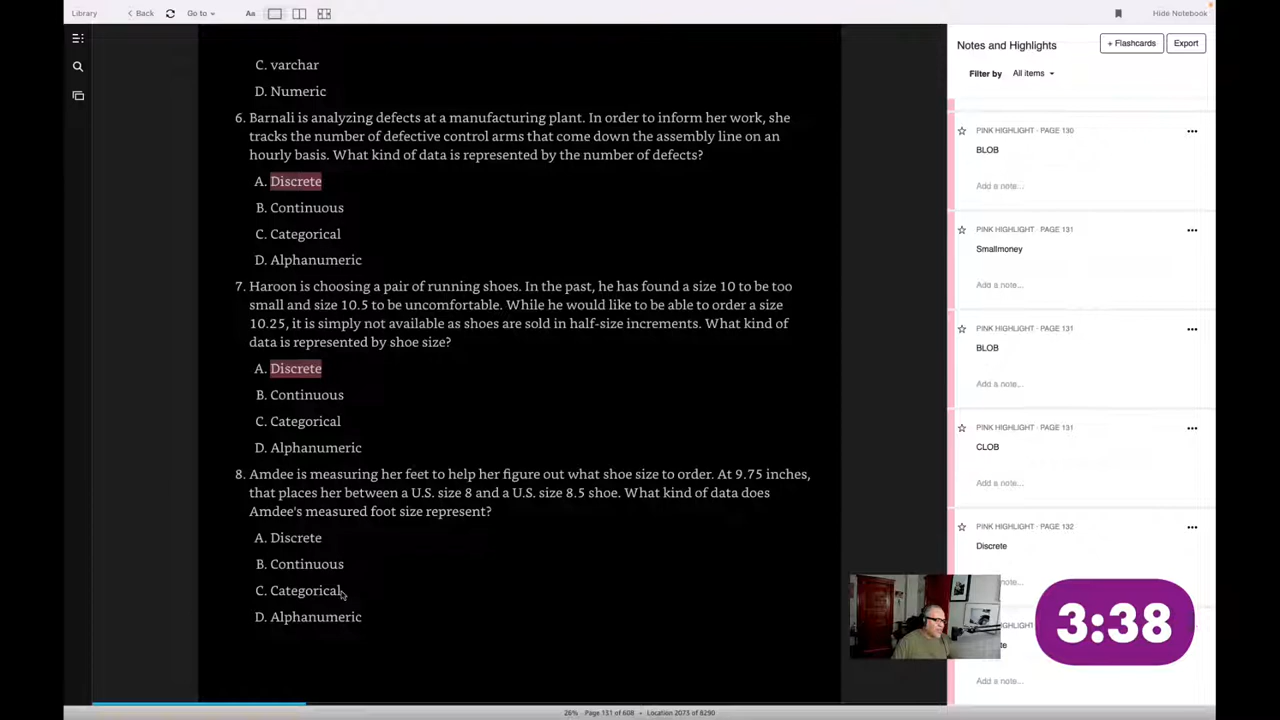 Library
Back
Go to
Aa
Hide Notebook
C. varchar
D. Numeric
6. Barnali is analyzing defects at a manufacturing plant. In order to inform her work, she
tracks the number of defective control arms that come down the assembly line on an
hourly basis. What kind of data is represented by the number of defects?
A. Discrete
B. Continuous
C. Categorical
D. Alphanumeric
7. Haroon is choosing a pair of running shoes. In the past, he has found a size 10 to be too
small and size 10.5 to be uncomfortable. While he would like to be able to order a size
10.25, it is simply not available as shoes are sold in half-size increments. What kind of
data is represented by shoe size?
A. Discrete
B. Continuous
C. Categorical
D. Alphanumeric
8. Amdee is measuring her feet to help her figure out what shoe size to order. At 9.75 inches,
that places her between a U.S. size 8 and a U.S. size 8.5 shoe. What kind of data does
Amdee's measured foot size represent?
A. Discrete
B. Continuous
C. Categorical
D. Alphanumeric
26% • Page 131 of 608 • Location 2073 of 8290
Notes and Highlights
+ Flashcards
Export
Filter by All items
PINK HIGHLIGHT · PAGE 130
BLOB
Add a note...
PINK HIGHLIGHT · PAGE 131
Smallmoney
Add a note...
PINK HIGHLIGHT · PAGE 131
BLOB
Add a note...
PINK HIGHLIGHT · PAGE 131
CLOB
Add a note...
PINK HIGHLIGHT · PAGE 132
Discrete
note...
3:38
Add a note...